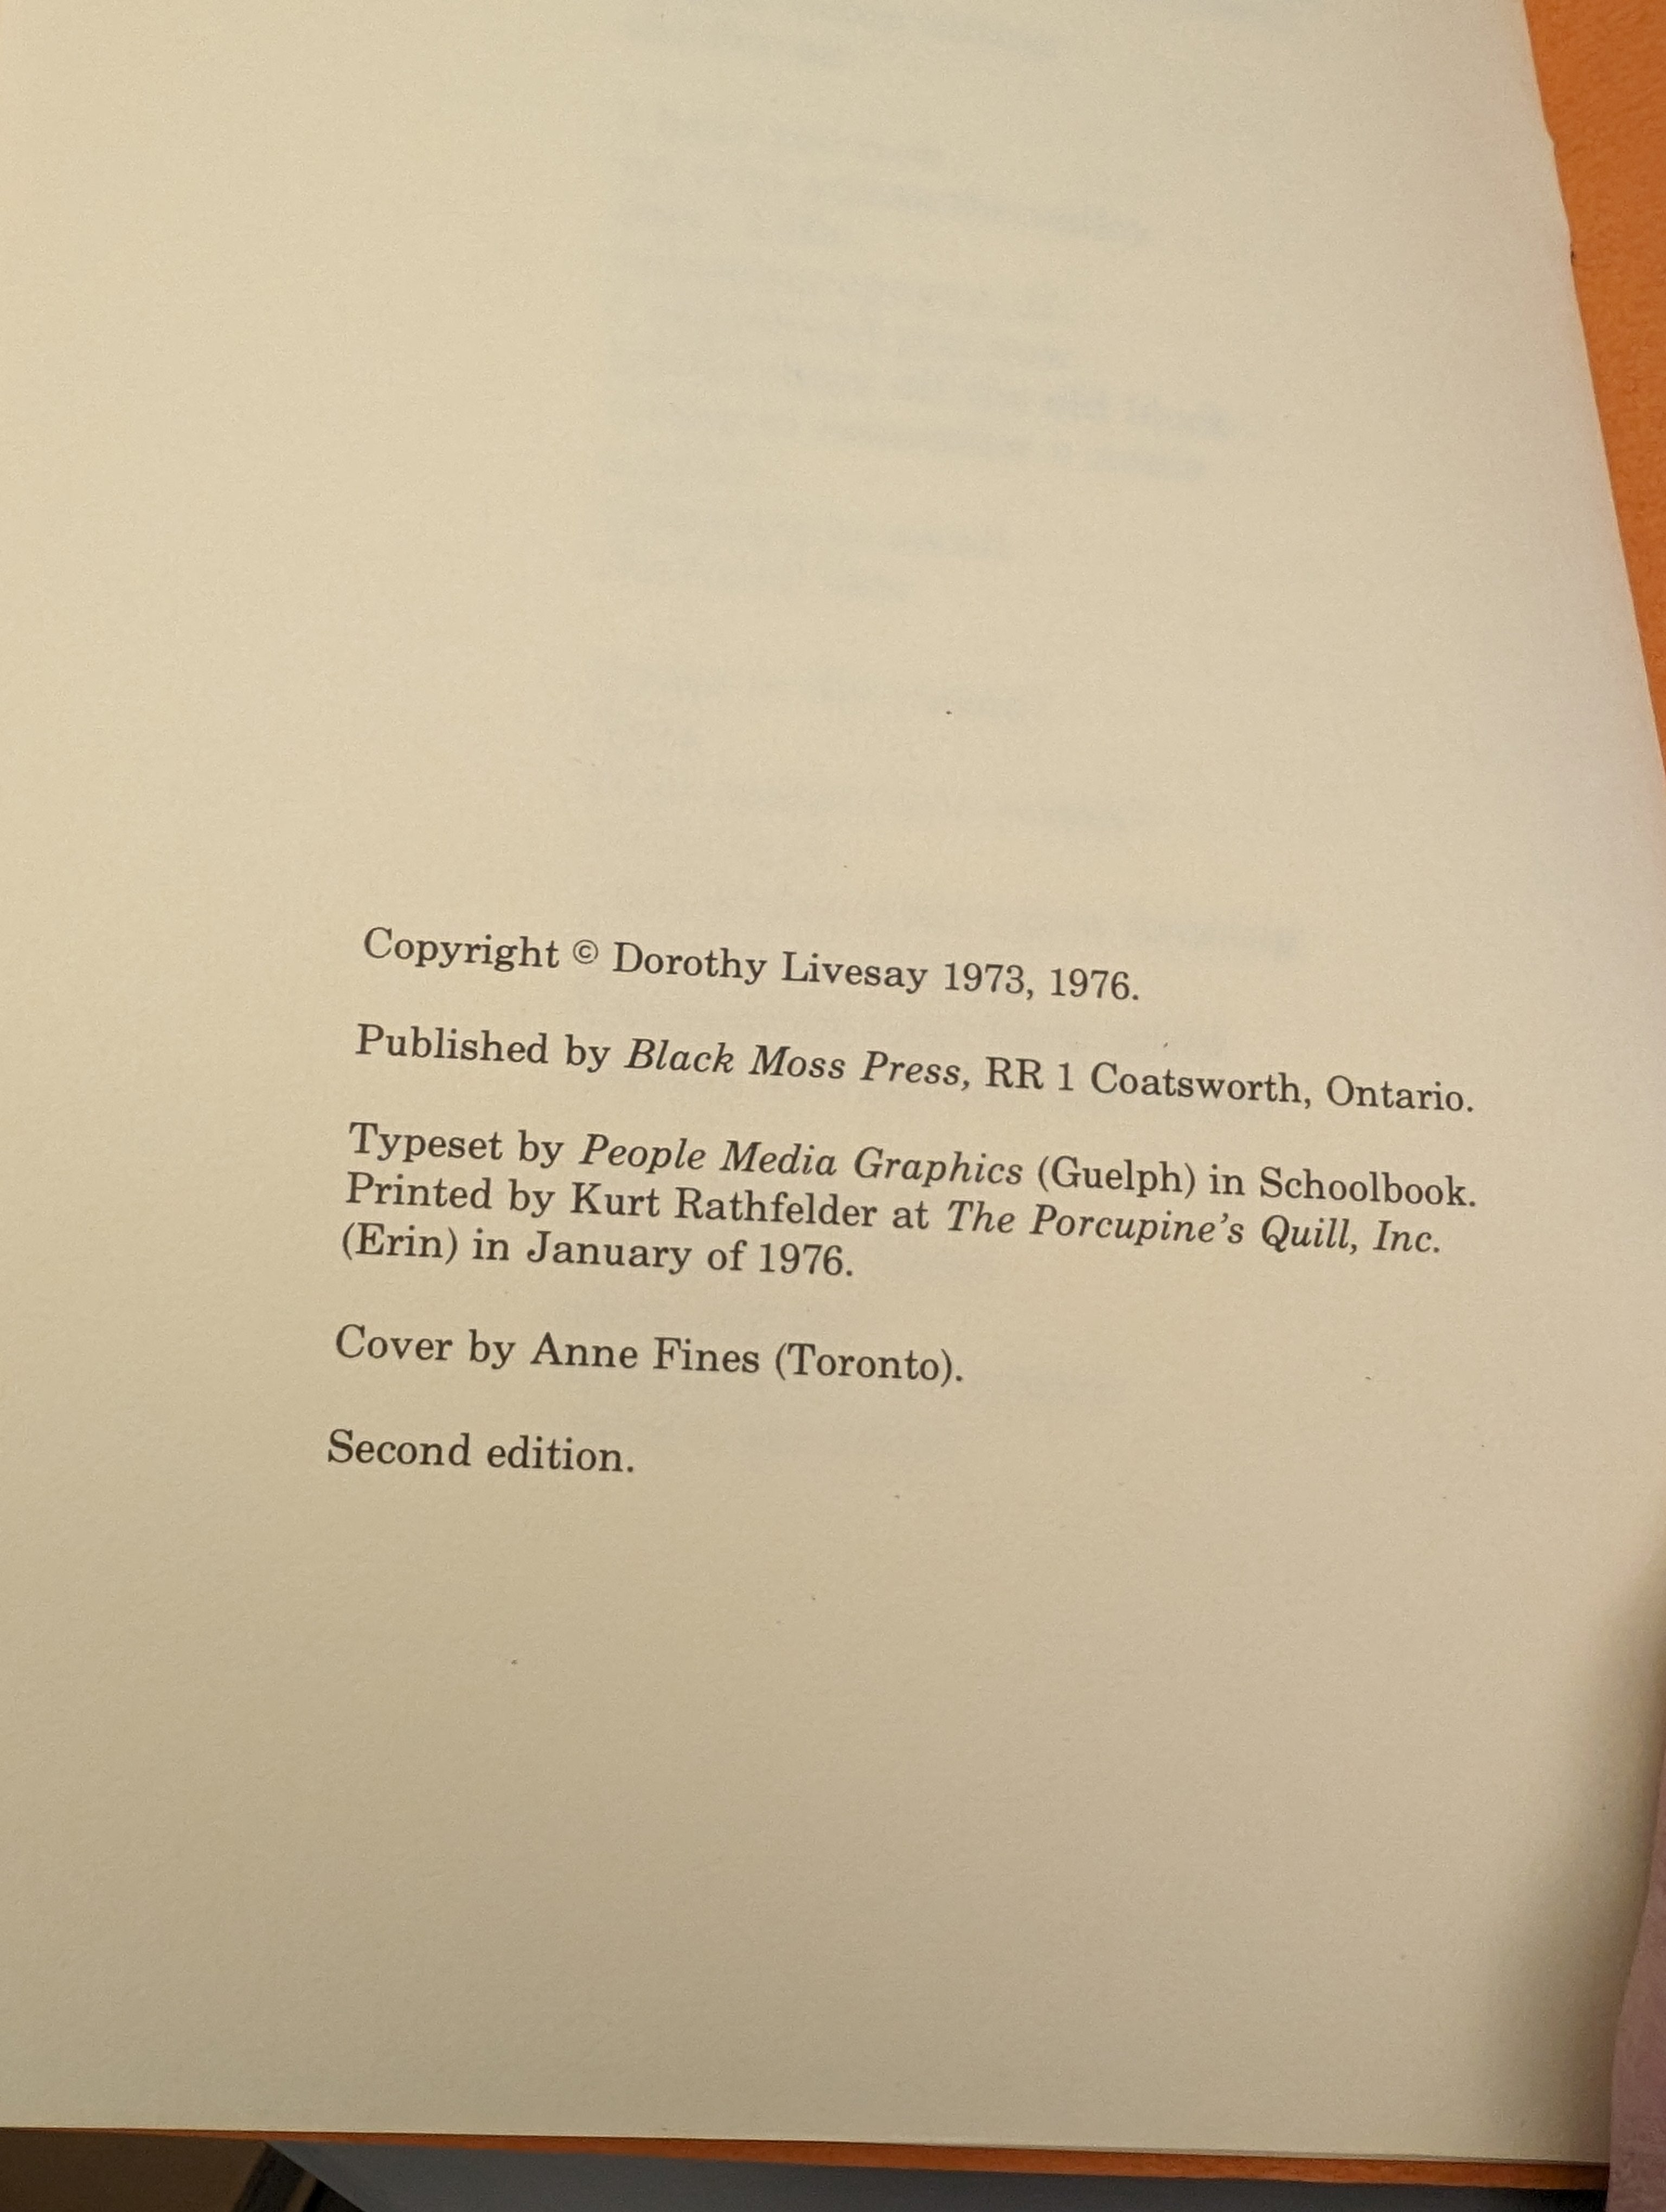 Copyright © Dorothy Livesay 1973, 1976.
Published by Black Moss Press, RR 1 Coatsworth, Ontario.
Typeset by People Media Graphics (Guelph) in Schoolbook.
Printed by Kurt Rathfelder at The Porcupine's Quill, Inc.
(Erin) in January of 1976.
Cover by Anne Fines (Toronto).
Second edition.